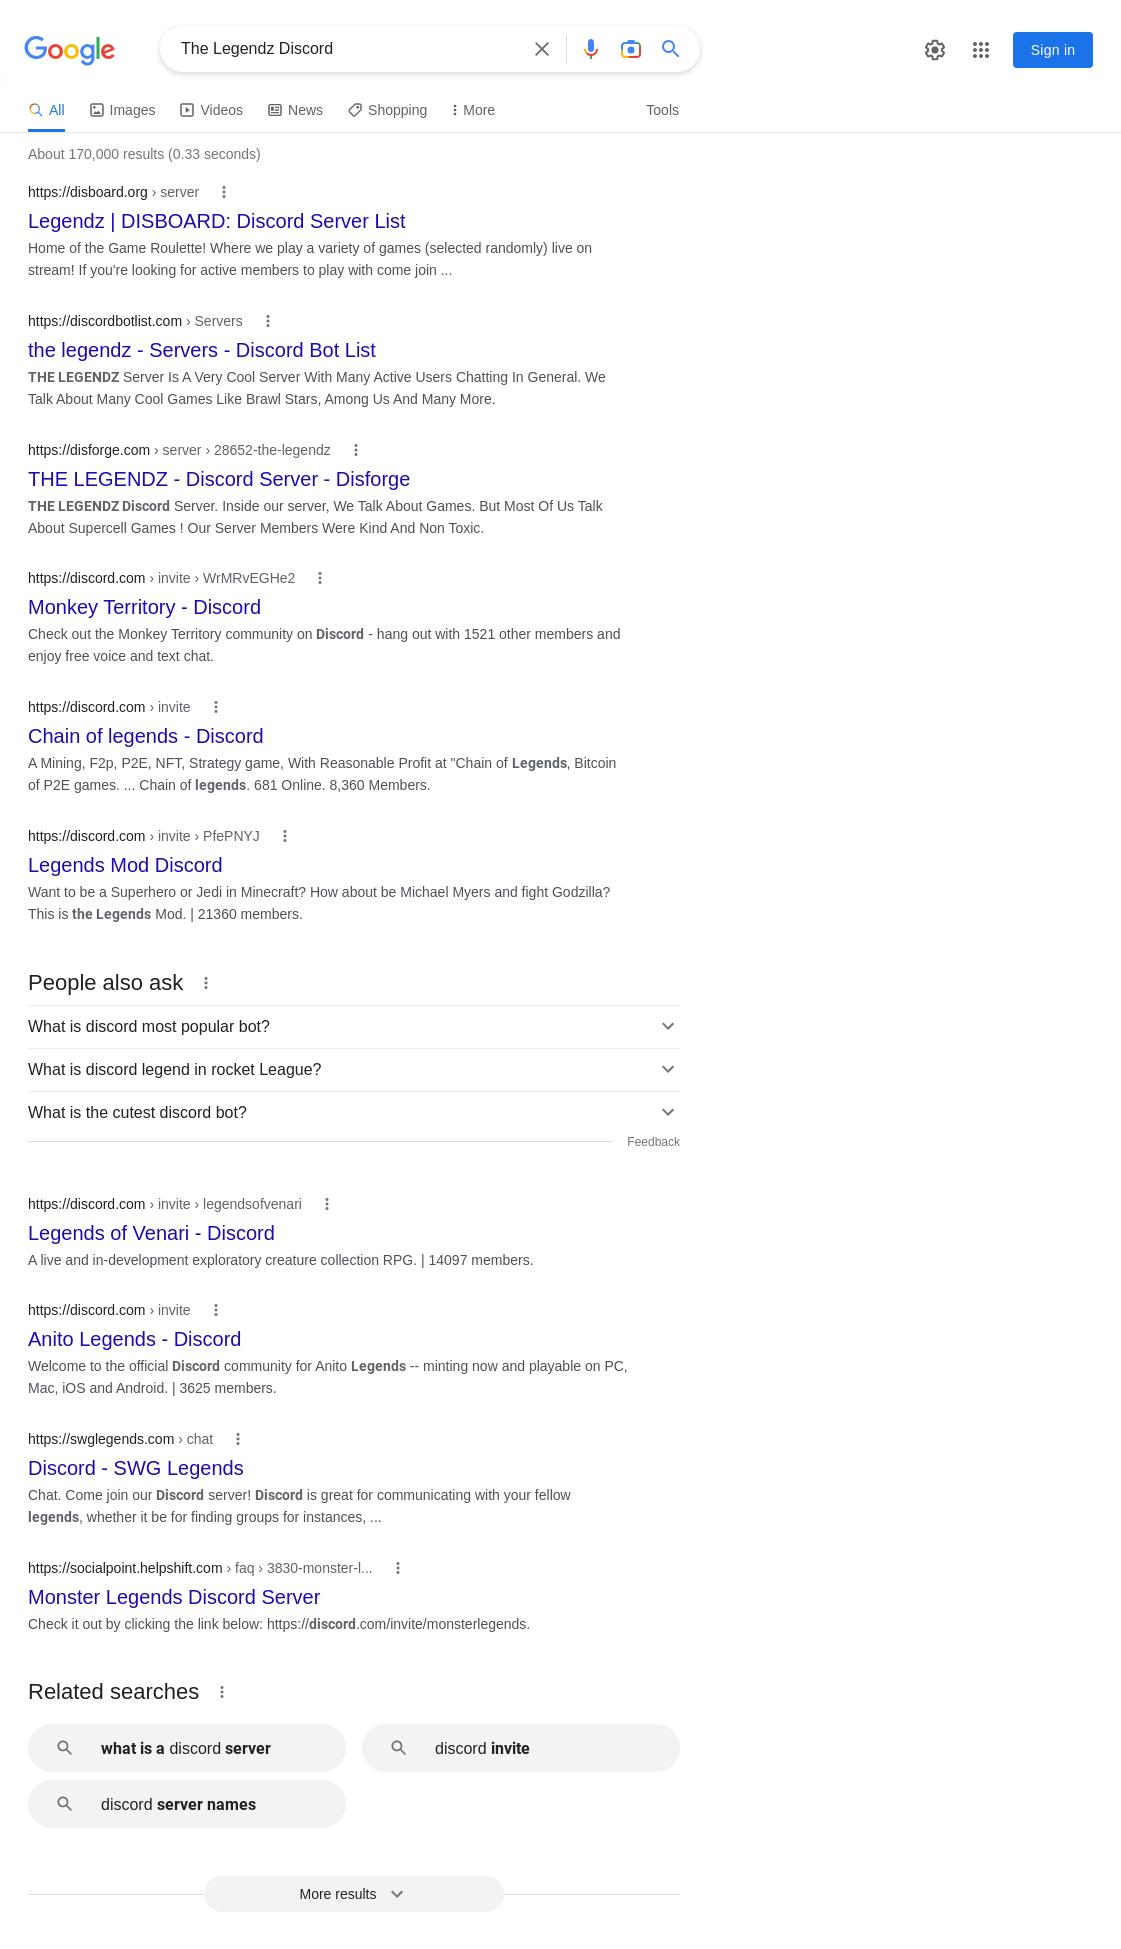 Google
The Legendz Discord
Sign in
All
Images
Videos
News
Shopping
More
Tools
About 170,000 results (0.33 seconds)
https://disboard.org › server
Legendz | DISBOARD: Discord Server List
Home of the Game Roulette! Where we play a variety of games (selected randomly) live on
stream! If you're looking for active members to play with come join ...
https://discordbotlist.com › Servers
the legendz - Servers - Discord Bot List
THE LEGENDZ Server Is A Very Cool Server With Many Active Users Chatting In General. We
Talk About Many Cool Games Like Brawl Stars, Among Us And Many More.
https://disforge.com › server › 28652-the-legendz
THE LEGENDZ - Discord Server - Disforge
THE LEGENDZ Discord Server. Inside our server, We Talk About Games. But Most Of Us Talk
About Supercell Games ! Our Server Members Were Kind And Non Toxic.
https://discord.com › invite › WrMRvEGHe2
Monkey Territory - Discord
Check out the Monkey Territory community on Discord - hang out with 1521 other members and
enjoy free voice and text chat.
https://discord.com › invite
Chain of legends - Discord
A Mining, F2p, P2E, NFT, Strategy game, With Reasonable Profit at "Chain of Legends, Bitcoin
of P2E games. ... Chain of legends. 681 Online. 8,360 Members.
https://discord.com › invite › PfePNYJ
Legends Mod Discord
Want to be a Superhero or Jedi in Minecraft? How about be Michael Myers and fight Godzilla?
This is the Legends Mod. | 21360 members.
People also ask
What is discord most popular bot?
What is discord legend in rocket League?
What is the cutest discord bot?
Feedback
https://discord.com › invite › legendsofvenari
Legends of Venari - Discord
A live and in-development exploratory creature collection RPG. | 14097 members.
https://discord.com › invite
Anito Legends - Discord
Welcome to the official Discord community for Anito Legends -- minting now and playable on PC,
Mac, iOS and Android. | 3625 members.
https://swglegends.com › chat
Discord - SWG Legends
Chat. Come join our Discord server! Discord is great for communicating with your fellow
legends, whether it be for finding groups for instances, ...
https://socialpoint.helpshift.com › faq › 3830-monster-l...
Monster Legends Discord Server
Check it out by clicking the link below: https://discord.com/invite/monsterlegends.
Related searches
what is a discord server
discord invite
discord server names
More results